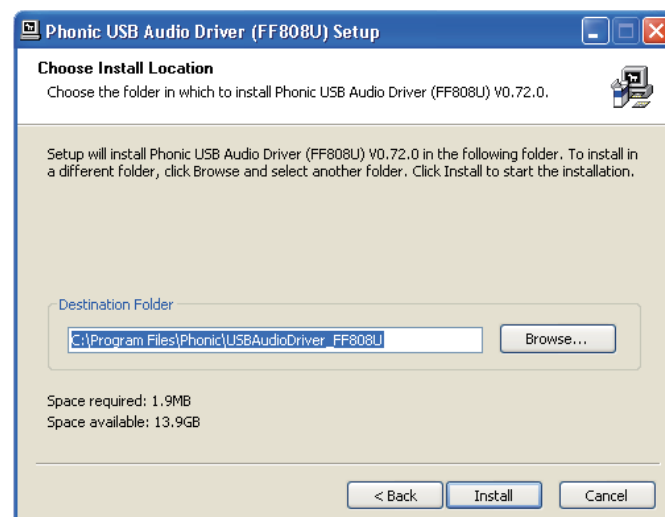 Phonic USB Audio Driver (FF808U) Setup
Choose Install Location
Choose the folder in which to install Phonic USB Audio Driver (FF808U) V0.72.0.
Setup will install Phonic USB Audio Driver (FF808U) V0.72.0 in the following folder. To install in
a different folder, click Browse and select another folder. Click Install to start the installation.
Destination Folder
C:\Program Files\Phonic\USBAudioDriver_FF808U
Browse...
Space required: 1.9MB
Space available: 13.9GB
< Back
Install
Cancel